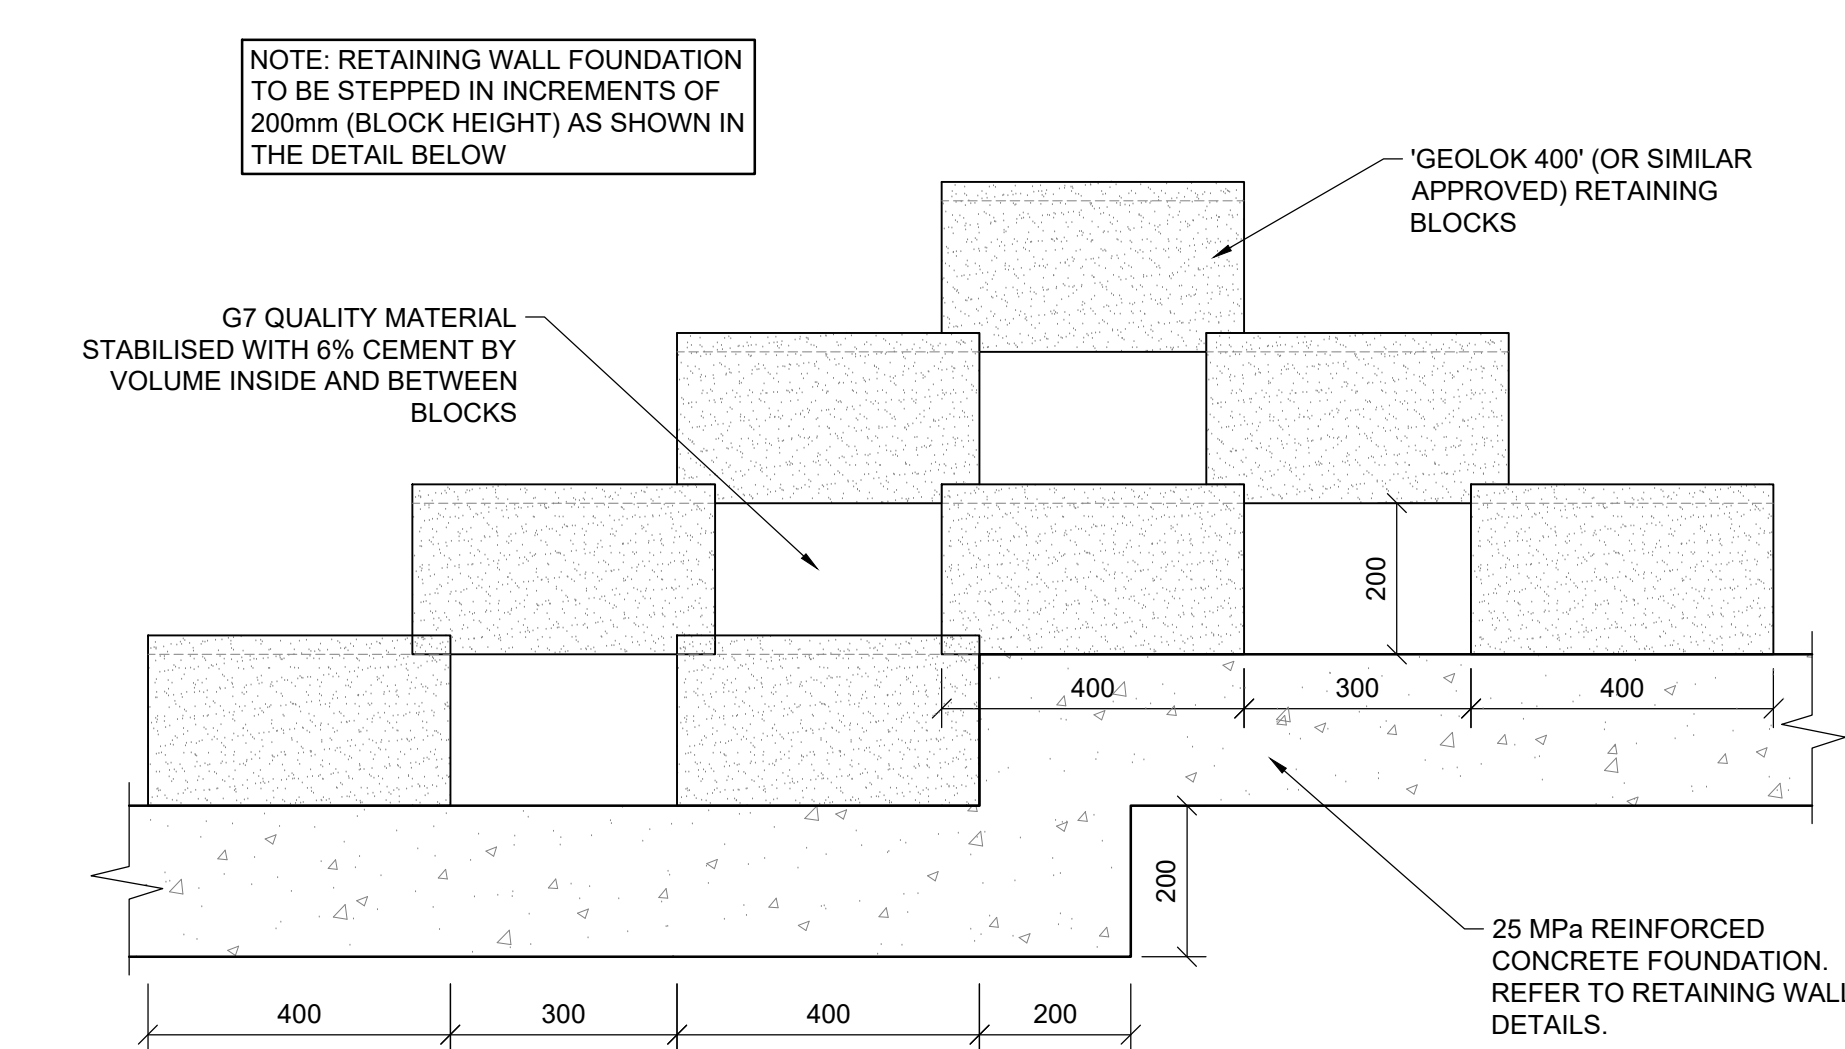 NOTE: RETAINING WALL FOUNDATION
TO BE STEPPED IN INCREMENTS OF
200mm (BLOCK HEIGHT) AS SHOWN IN
THE DETAIL BELOW
'GEOLOK 400' (OR SIMILAR
APPROVED) RETAINING
BLOCKS
G7 QUALITY MATERIAL
STABILISED WITH 6% CEMENT BY
VOLUME INSIDE AND BETWEEN
BLOCKS
200
400 300 400
200
25 MPa REINFORCED
CONCRETE FOUNDATION.
REFER TO RETAINING WALL
DETAILS.
400 300 400 200